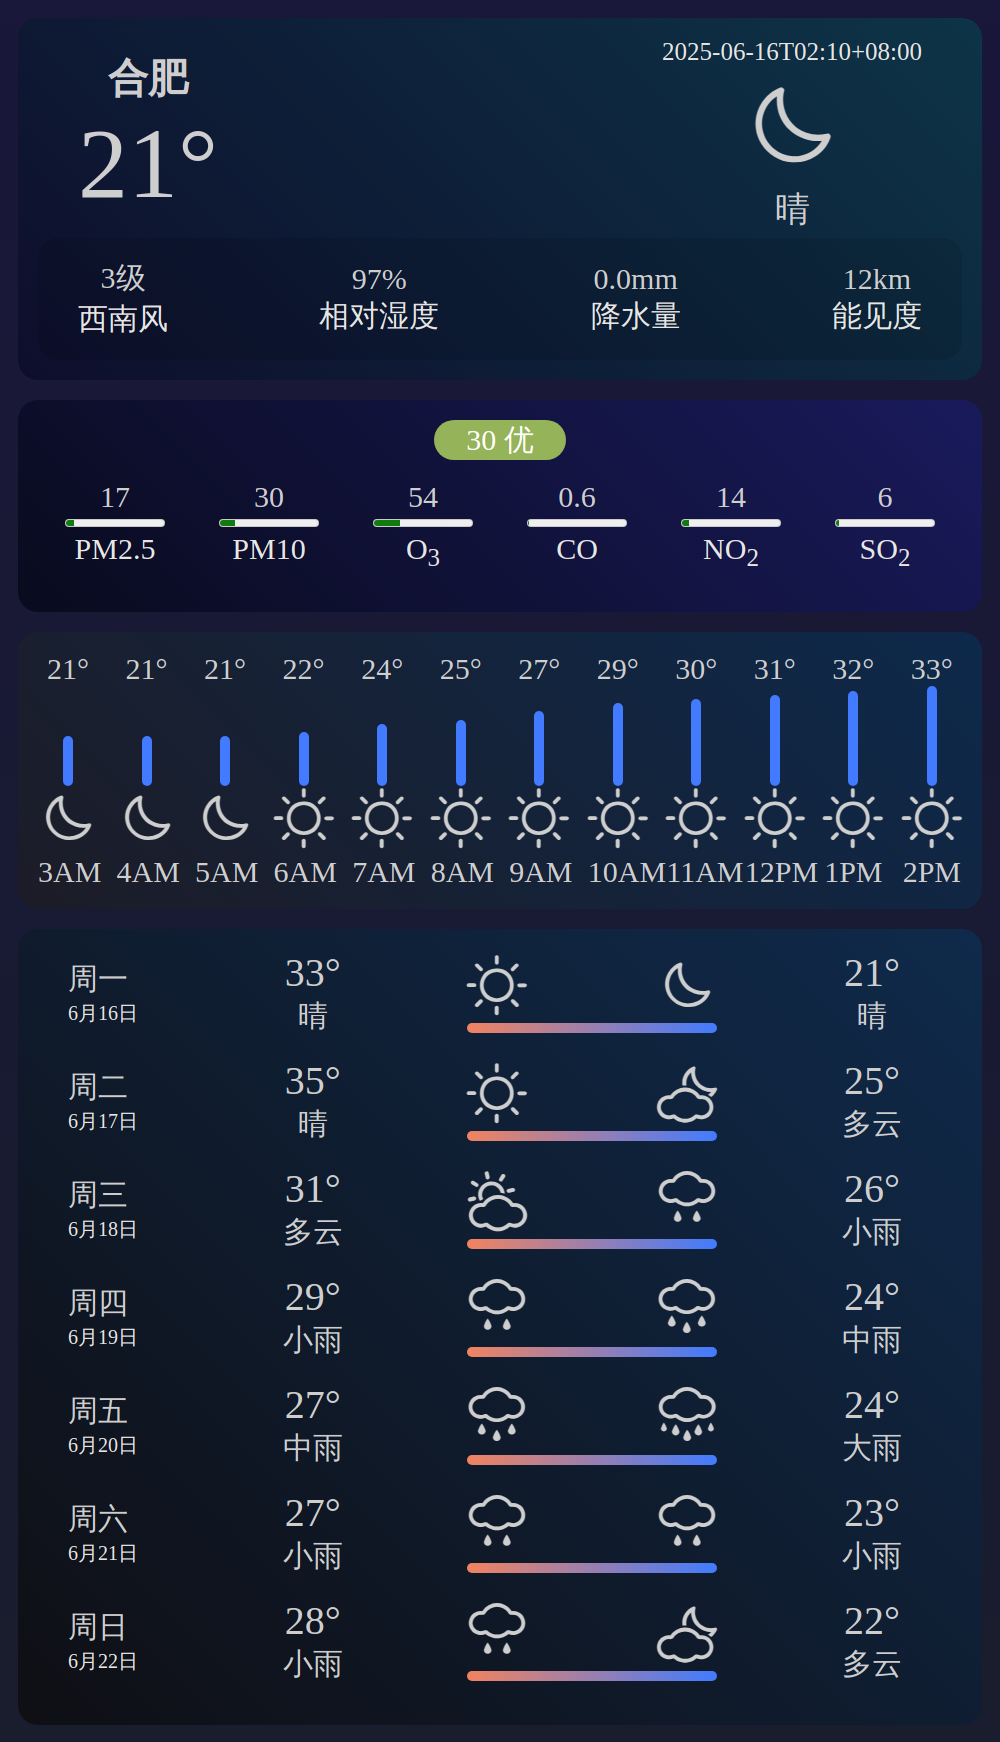 合肥
2025-06-16T02:10+08:00
21°
晴
3级 97% 0.0mm 12km
西南风 相对湿度 降水量 能见度
30 优
17 30 54 0.6 14 6
PM2.5 PM10 O3 CO NO2 SO2
21° 21° 21° 22° 24° 25° 27° 29° 30° 31° 32° 33°
3AM 4AM 5AM 6AM 7AM 8AM 9AM 10AM 11AM 12PM 1PM 2PM
周一 33° 21°
6月16日 晴 晴
周二 35° 25°
6月17日 晴 多云
周三 31° 26°
6月18日 多云 小雨
周四 29° 24°
6月19日 小雨 中雨
周五 27° 24°
6月20日 中雨 大雨
周六 27° 23°
6月21日 小雨 小雨
周日 28° 22°
6月22日 小雨 多云